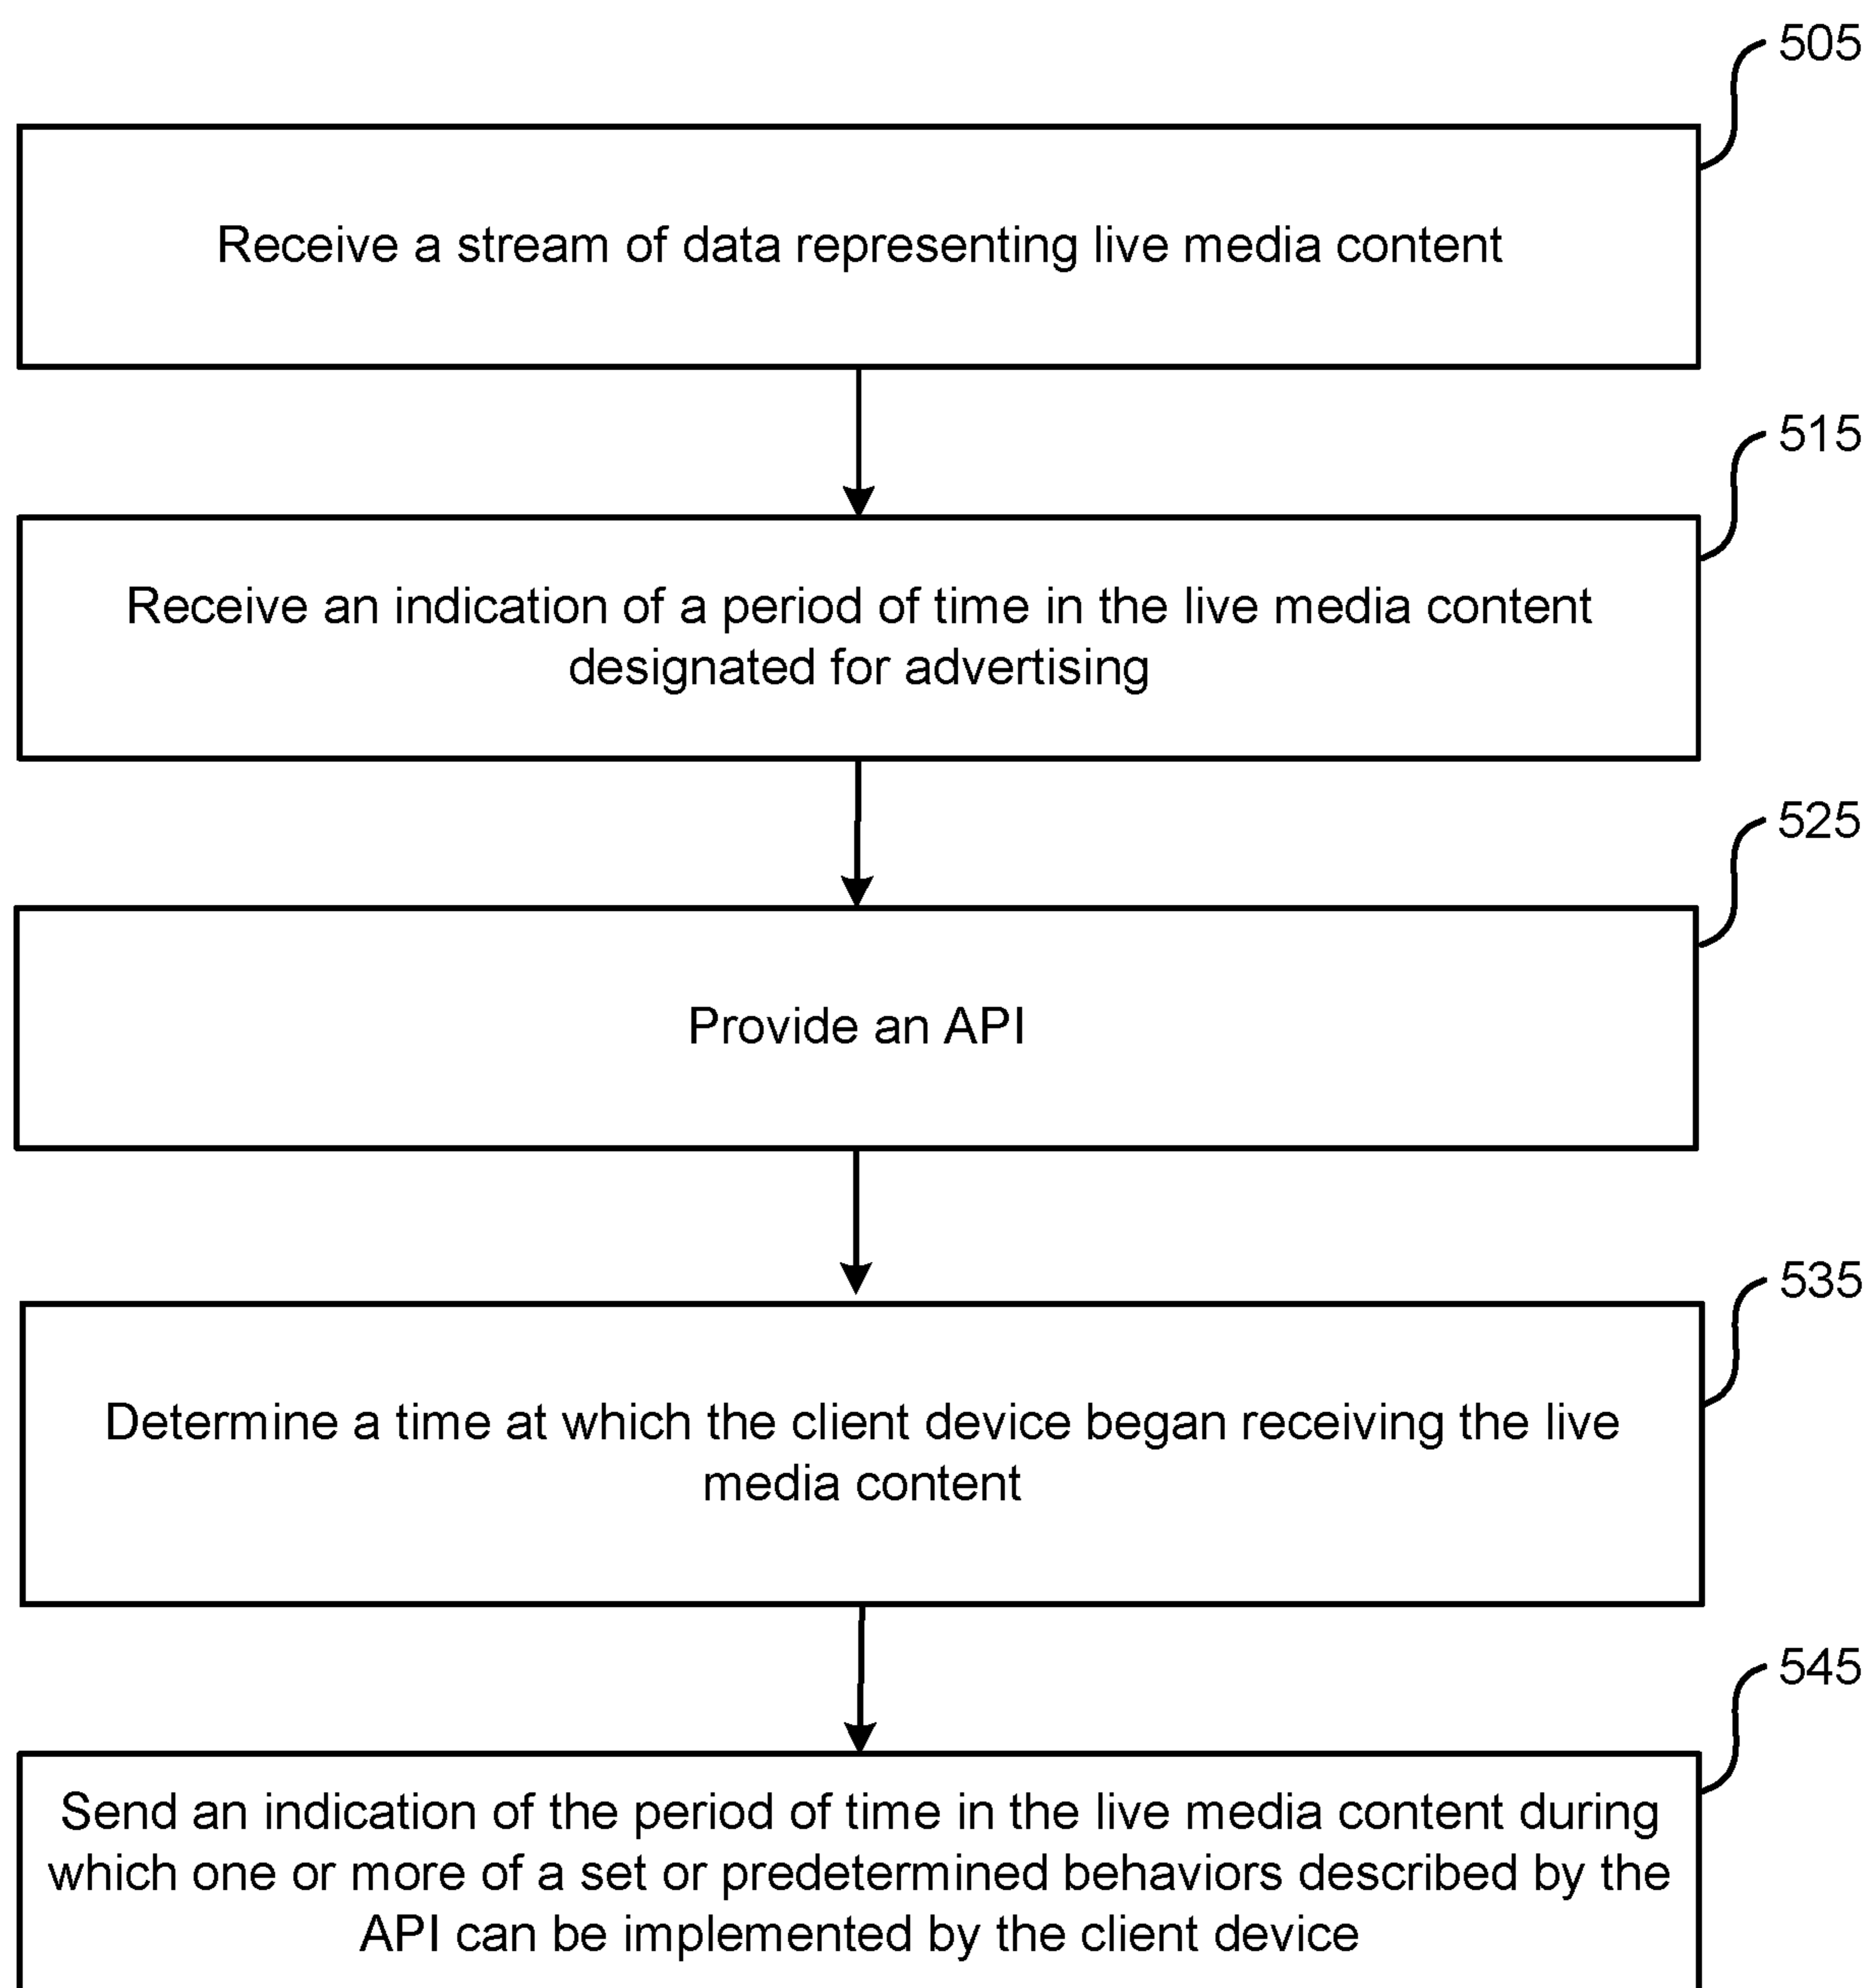 505
Receive a stream of data representing live media content
515
Receive an indication of a period of time in the live media content
designated for advertising
525
Provide an API
535
Determine a time at which the client device began receiving the live
media content
545
Send an indication of the period of time in the live media content during
which one or more of a set or predetermined behaviors described by the
API can be implemented by the client device